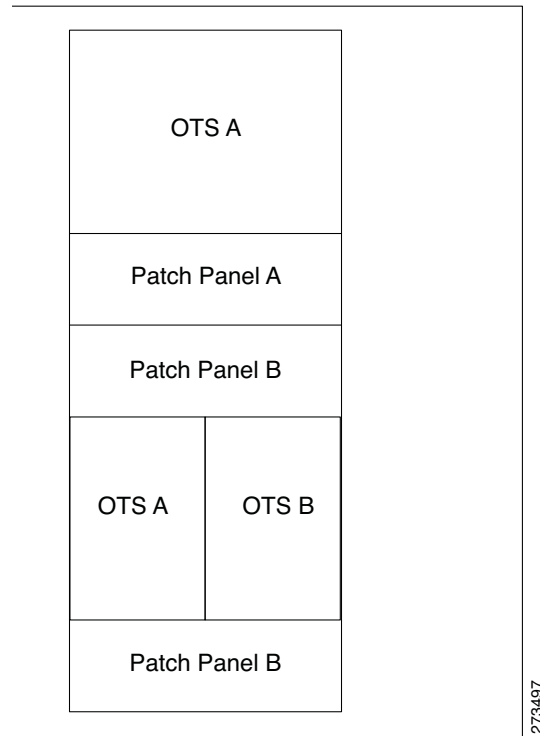 OTS A
Patch Panel A
Patch Panel B
OTS A
OTS B
Patch Panel B
273497